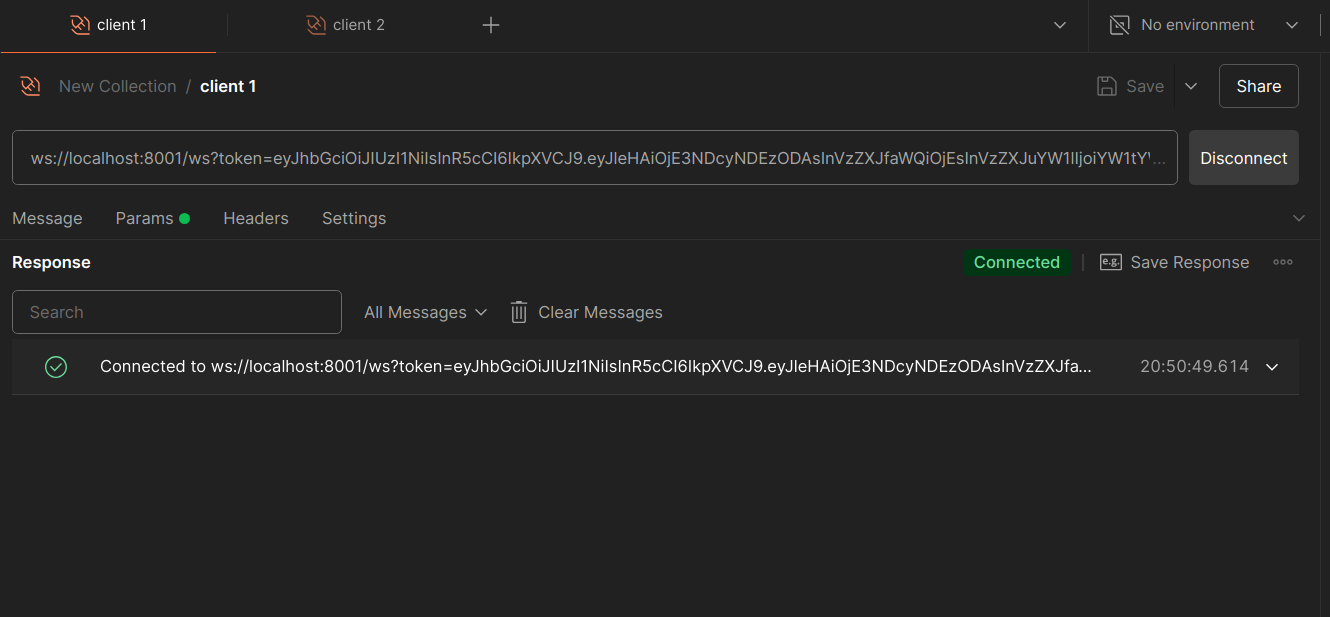 client 1 client 2 No environment
New Collection / client 1 Save Share
ws://localhost:8001/ws?token=eyJhbGciOiJIUzI1NiIsInR5cCI6IkpXVCJ9.eyJleHAiOjE3NDcyNDEzODAsInVzZXJfaWQiOjEsInVzZXJuYW1lIjoiYW1tY... Disconnect
Message Params Headers Settings
Response Connected e.g. Save Response
Search All Messages Clear Messages
Connected to ws://localhost:8001/ws?token=eyJhbGciOiJIUzI1NiIsInR5cCI6IkpXVCJ9.eyJleHAiOjE3NDcyNDEzODAsInVzZXJfa... 20:50:49.614